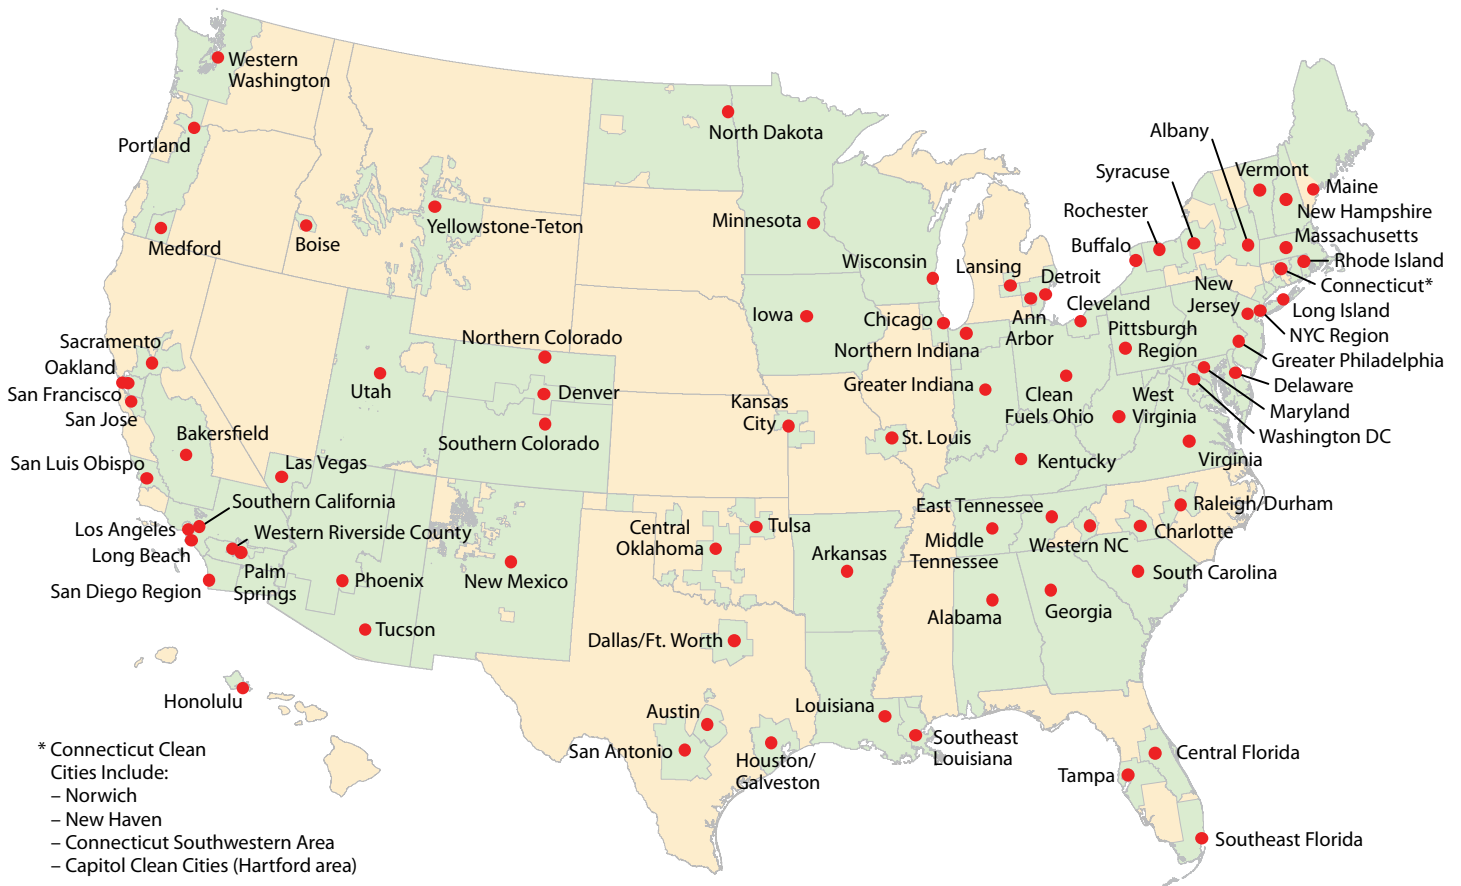 Western
Washington
Portland
Medford
Boise
Yellowstone-Teton
North Dakota
Minnesota
Wisconsin
Iowa
Chicago
Northern Indiana
Greater Indiana
Lansing
Detroit
Ann
Arbor
Cleveland
Pittsburgh
Region
Clean
Fuels Ohio
West
Virginia
Buffalo
Rochester
Syracuse
Albany
Vermont
Maine
New Hampshire
Massachusetts
Rhode Island
Connecticut*
Long Island
NYC Region
New
Jersey
Greater Philadelphia
Delaware
Maryland
Washington DC
Virginia
Sacramento
Oakland
San Francisco
San Jose
Bakersfield
San Luis Obispo
Las Vegas
Southern California
Los Angeles
Western Riverside County
Long Beach
Palm
Springs
San Diego Region
Utah
Northern Colorado
Denver
Southern Colorado
Phoenix
Tucson
New Mexico
Kansas
City
St. Louis
Kentucky
Central
Oklahoma
Tulsa
Arkansas
East Tennessee
Middle
Tennessee
Western NC
Raleigh/Durham
Charlotte
South Carolina
Alabama
Georgia
Dallas/Ft. Worth
Austin
San Antonio
Houston/
Galveston
Louisiana
Southeast
Louisiana
Central Florida
Tampa
Southeast Florida
Honolulu
* Connecticut Clean
Cities Include:
– Norwich
– New Haven
– Connecticut Southwestern Area
– Capitol Clean Cities (Hartford area)